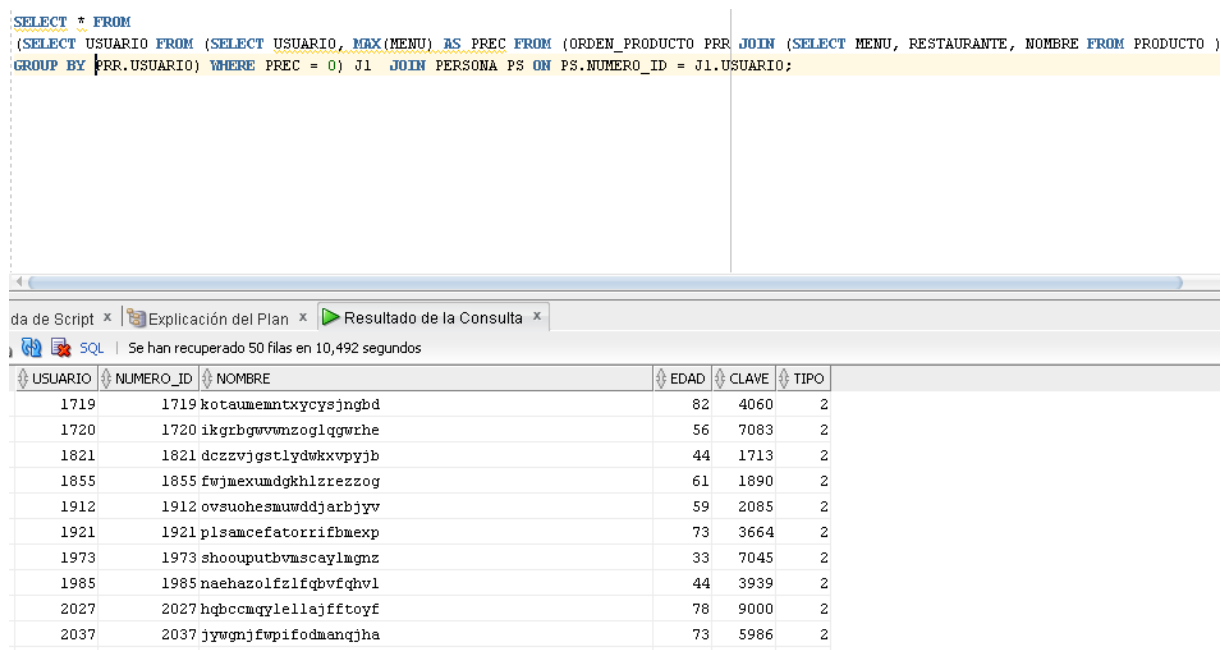 SELECT * FROM
(SELECT USUARIO FROM (SELECT USUARIO, MAX(MENU) AS PREC FROM (ORDEN_PRODUCTO PRR JOIN (SELECT MENU, RESTAURANTE, NOMBRE FROM PRODUCTO )
GROUP BY PRR.USUARIO) WHERE PREC = 0) J1  JOIN PERSONA PS ON PS.NUMERO_ID = J1.USUARIO;
da de Script x Explicación del Plan x Resultado de la Consulta x
SQL | Se han recuperado 50 filas en 10,492 segundos
USUARIO NUMERO_ID NOMBRE EDAD CLAVE TIPO
1719 1719 kotaumemntxycysjngbd 82 4060 2
1720 1720 ikgrbgwvwnzoglqgwrhe 56 7083 2
1821 1821 dczzvjgstlydwkxvpyjb 44 1713 2
1855 1855 fwjmexumdgkhlzrezzog 61 1890 2
1912 1912 ovsuohesmuwddjarbjyv 59 2085 2
1921 1921 plsamcefatorrifbmexp 73 3664 2
1973 1973 shoouputbvmscaylmgnz 33 7045 2
1985 1985 naehazolfzlfqbvfqhvl 44 3939 2
2027 2027 hqbccmqylellajfftoyf 78 9000 2
2037 2037 jywgnjfwpifodmanqjha 73 5986 2